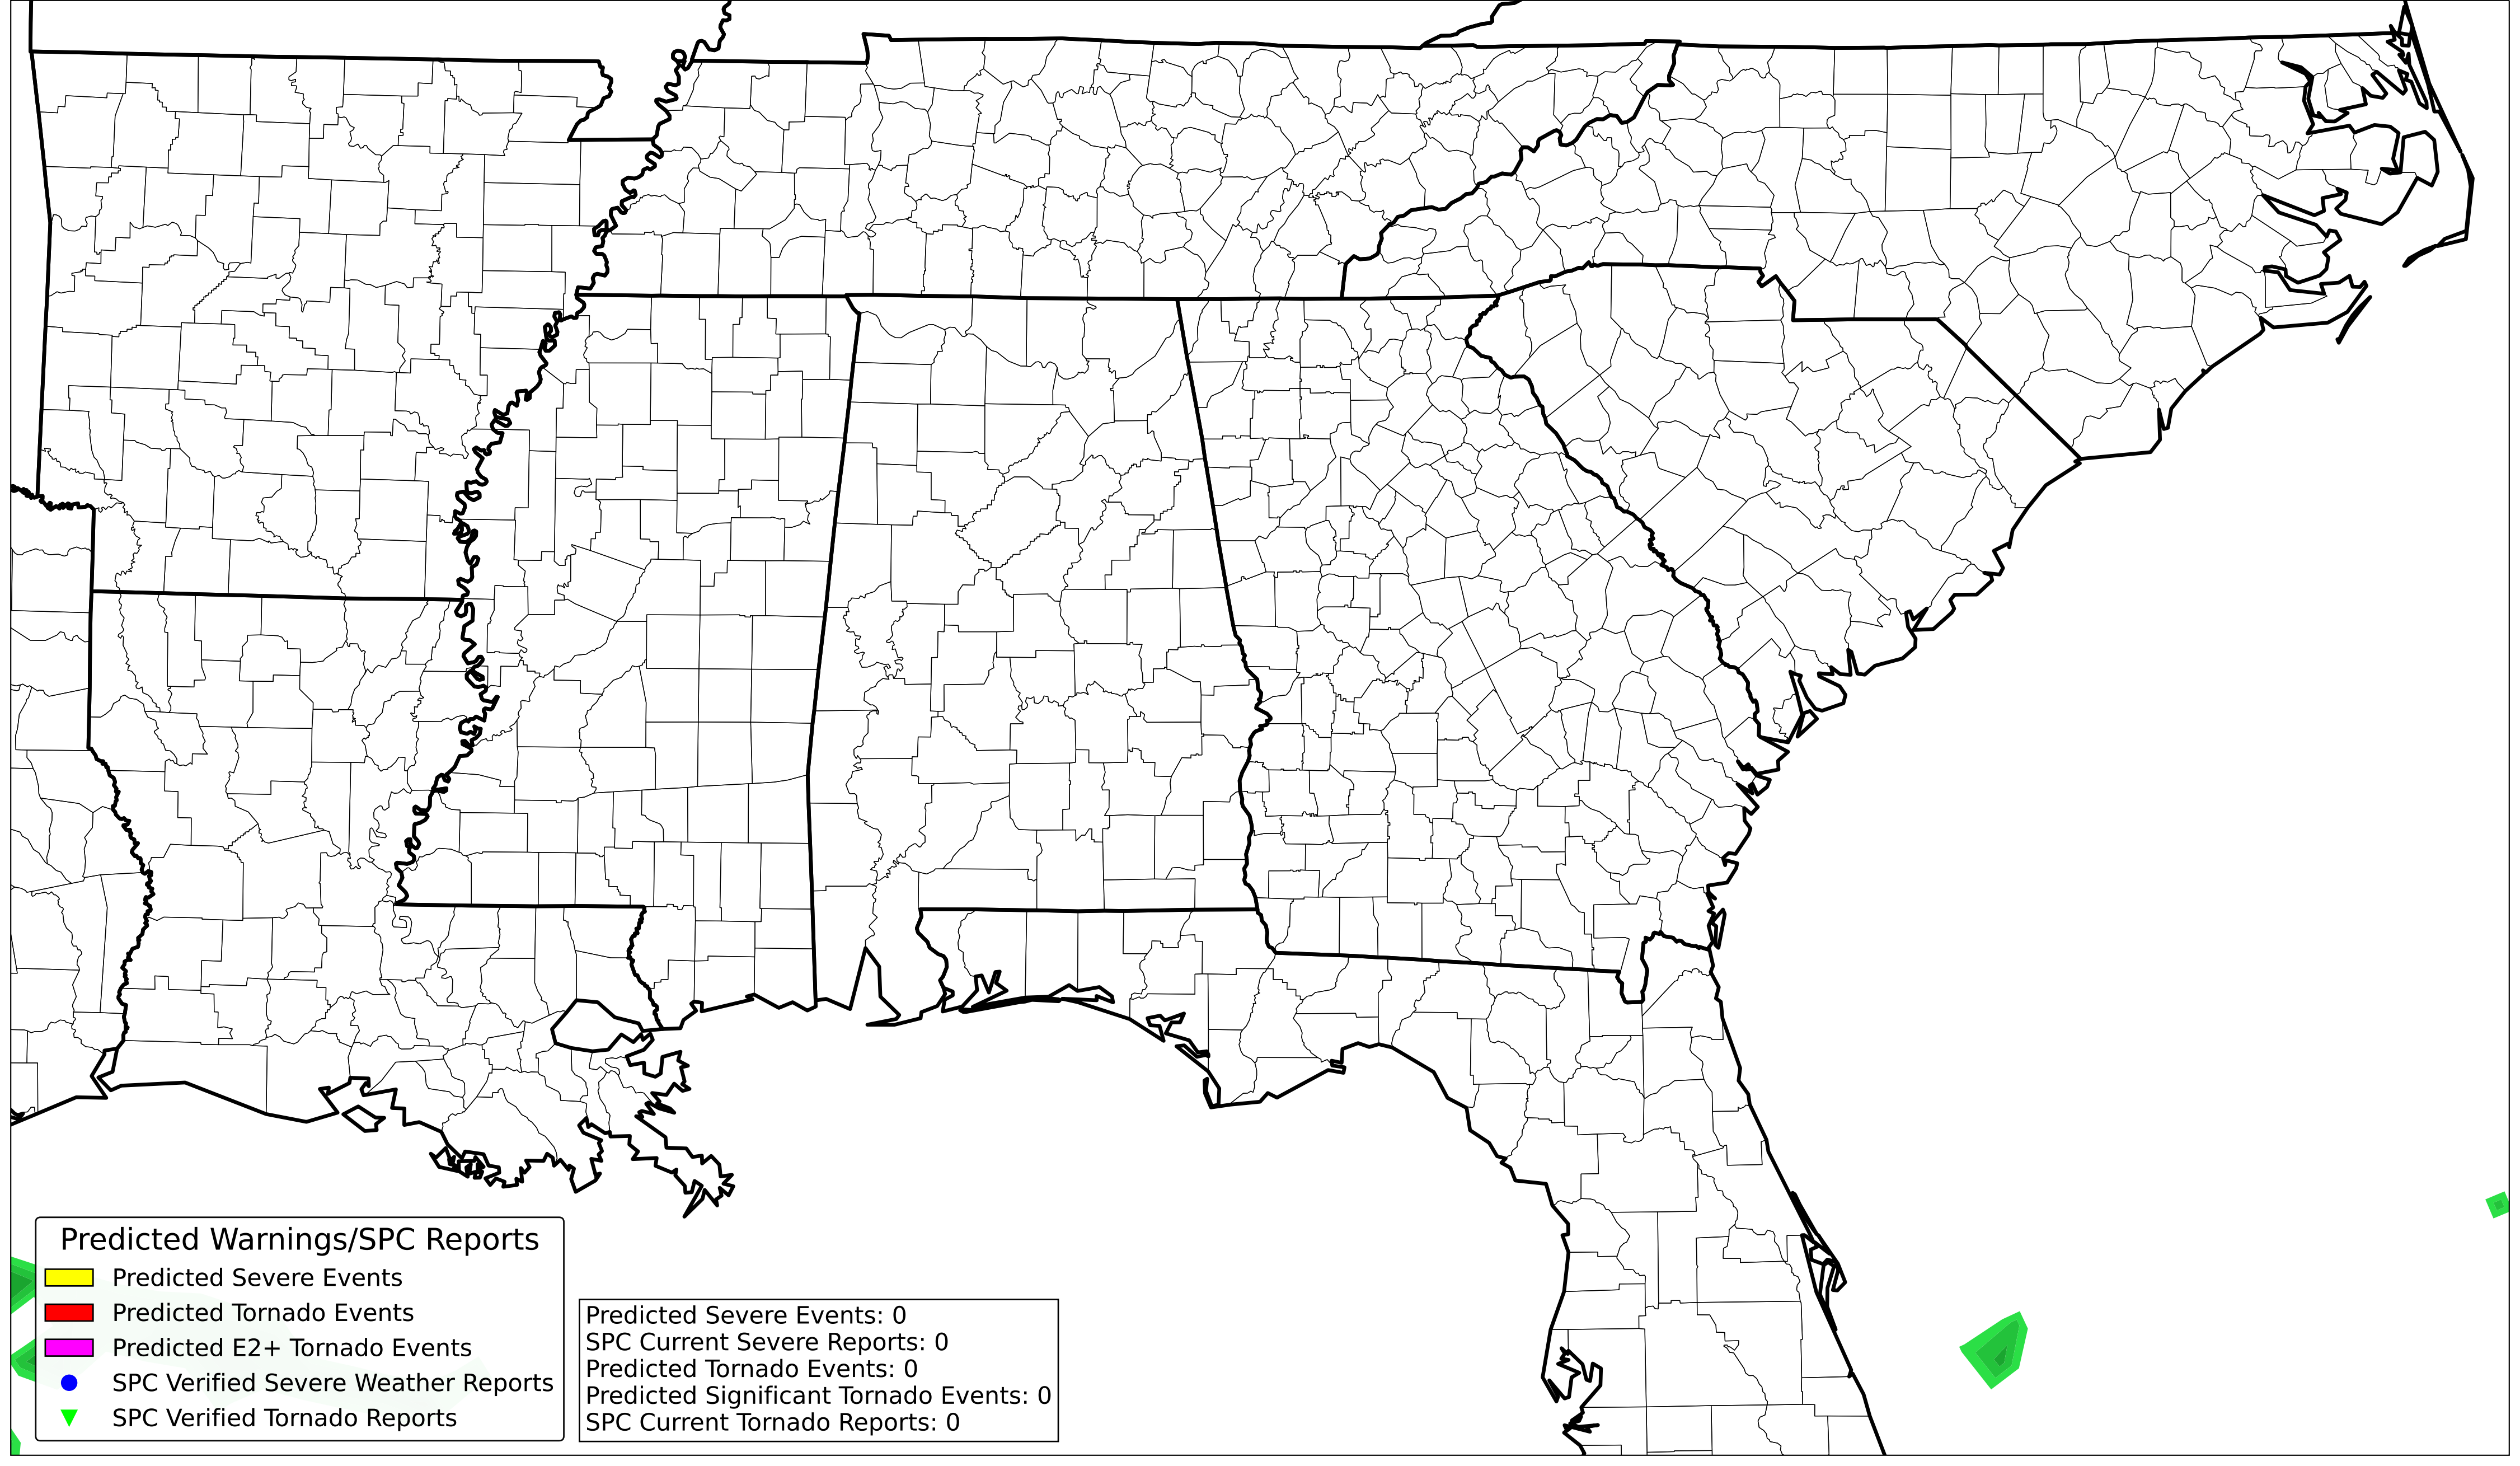 Predicted Warnings/SPC Reports
Predicted Severe Events
Predicted Tornado Events
Predicted E2+ Tornado Events
SPC Verified Severe Weather Reports
SPC Verified Tornado Reports
Predicted Severe Events: 0
SPC Current Severe Reports: 0
Predicted Tornado Events: 0
Predicted Significant Tornado Events: 0
SPC Current Tornado Reports: 0